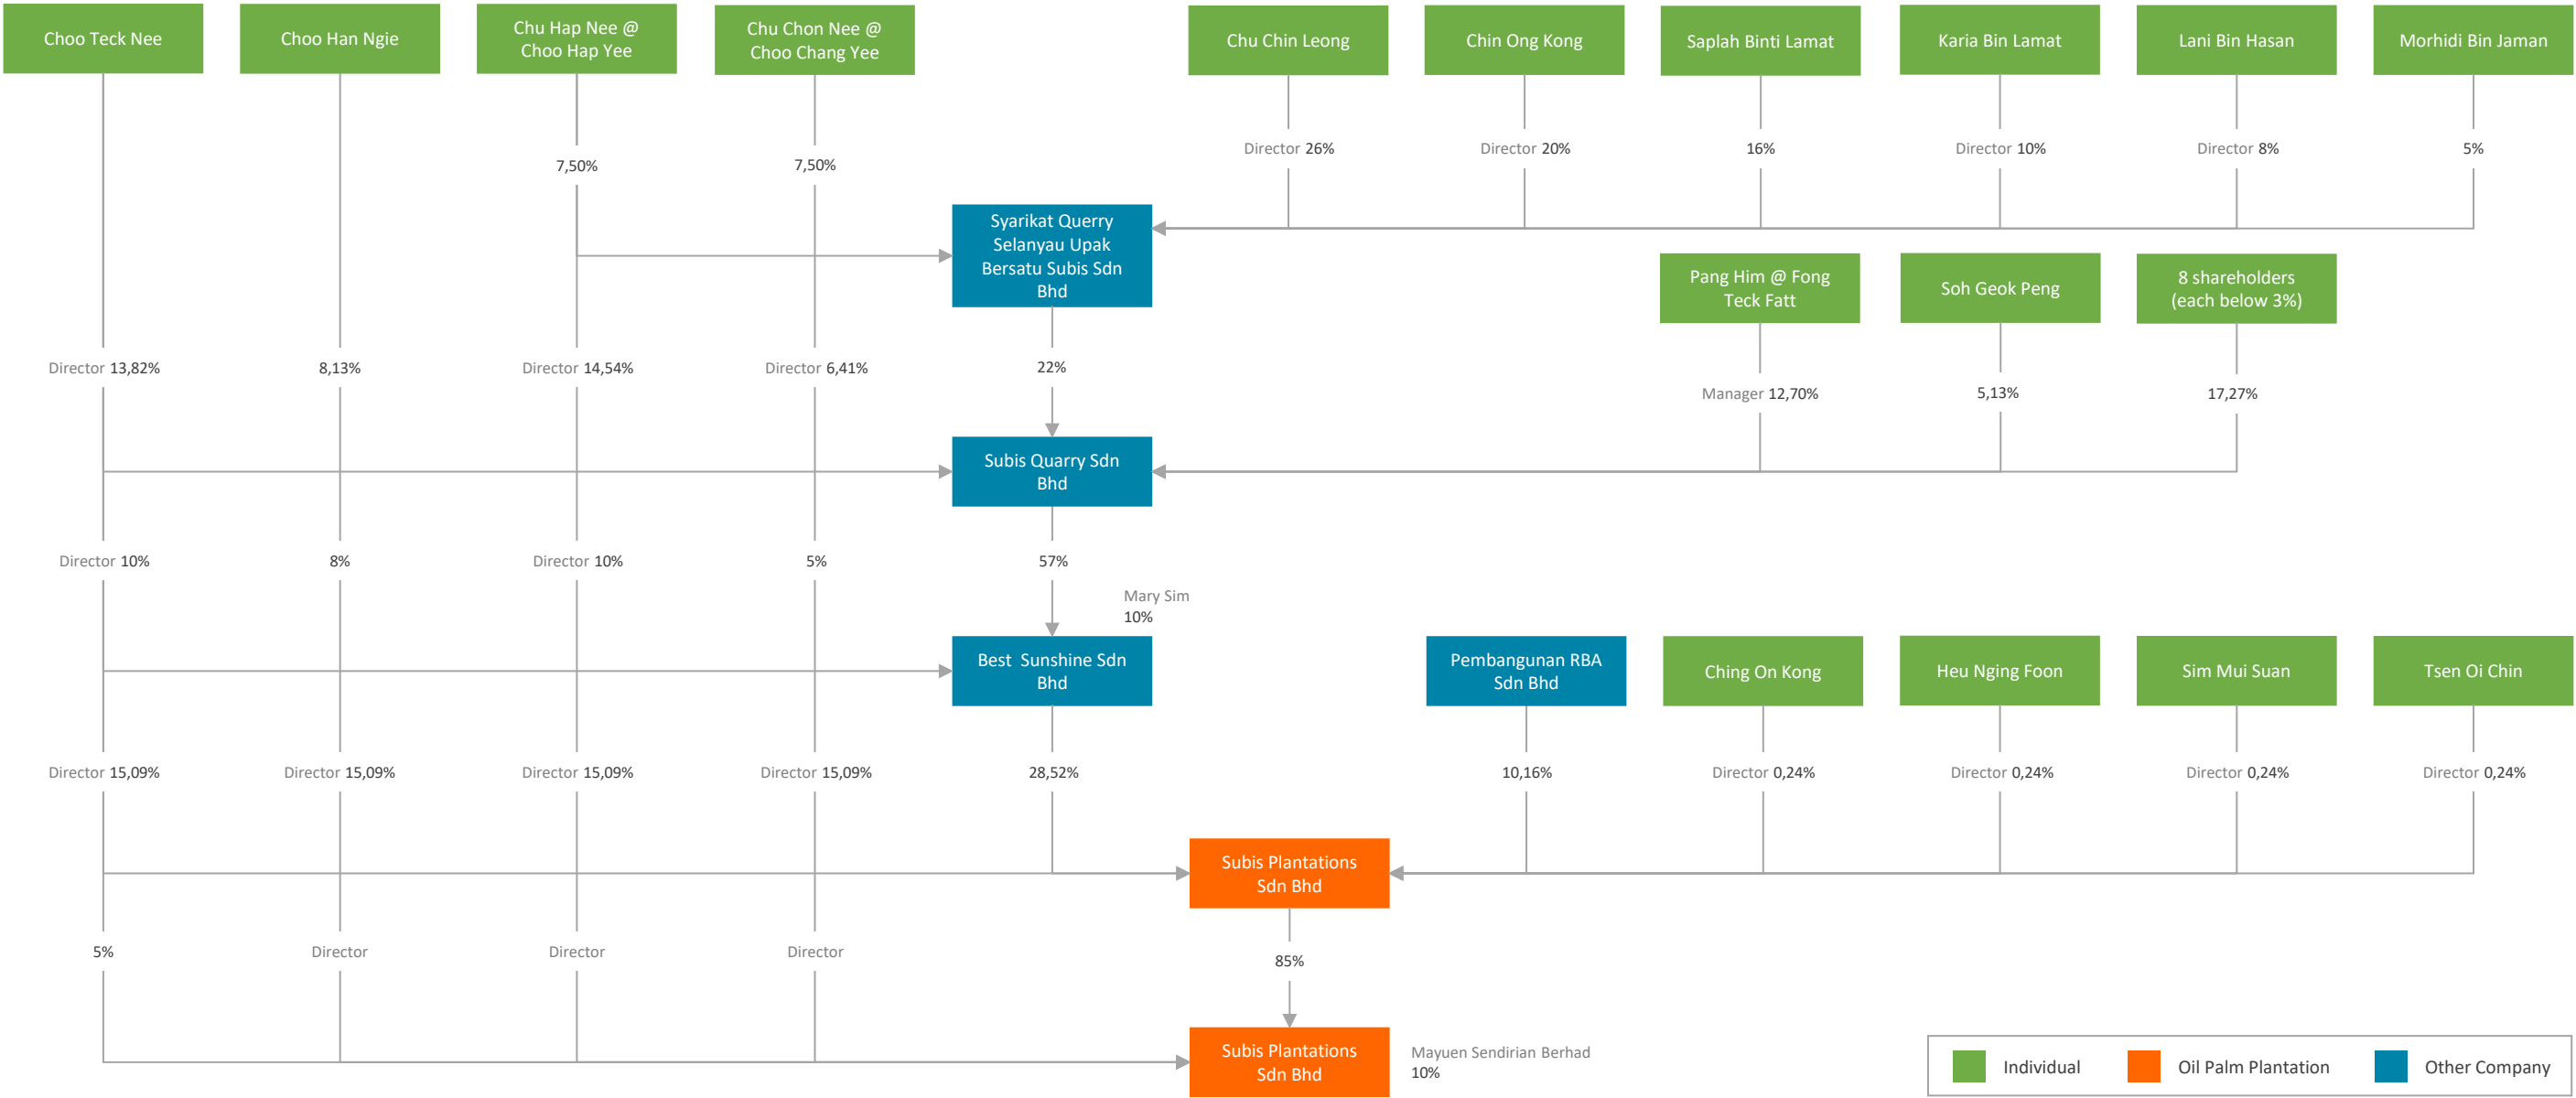 Choo Teck Nee
Choo Han Ngie
Chu Hap Nee @
Choo Hap Yee
Chu Chon Nee @
Choo Chang Yee
Chu Chin Leong
Chin Ong Kong
Saplah Binti Lamat
Karia Bin Lamat
Lani Bin Hasan
Morhidi Bin Jaman
7,50%
7,50%
Director 26%
Director 20%
16%
Director 10%
Director 8%
5%
Syarikat Querry
Selanyau Upak
Bersatu Subis Sdn
Bhd
Pang Him @ Fong
Teck Fatt
Soh Geok Peng
8 shareholders
(each below 3%)
Director 13,82%
8,13%
Director 14,54%
Director 6,41%
22%
Manager 12,70%
5,13%
17,27%
Subis Quarry Sdn
Bhd
Director 10%
8%
Director 10%
5%
57%
Mary Sim
10%
Best Sunshine Sdn
Bhd
Pembangunan RBA
Sdn Bhd
Ching On Kong
Heu Nging Foon
Sim Mui Suan
Tsen Oi Chin
Director 15,09%
Director 15,09%
Director 15,09%
Director 15,09%
28,52%
10,16%
Director 0,24%
Director 0,24%
Director 0,24%
Director 0,24%
Subis Plantations
Sdn Bhd
5%
Director
Director
Director
85%
Subis Plantations
Sdn Bhd
Mayuen Sendirian Berhad
10%
Individual
Oil Palm Plantation
Other Company